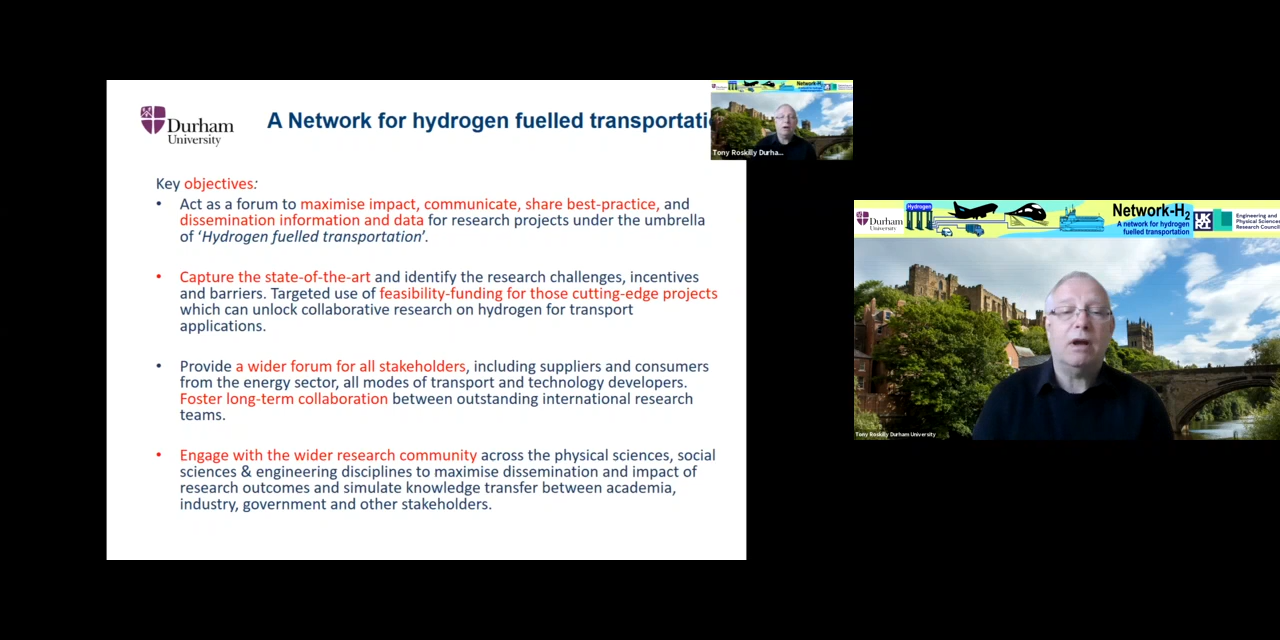 Durham
University
A Network for hydrogen fuelled
Tony Roskilly Durha...
Key objectives:
• Act as a forum to maximise impact, communicate, share best-practice, and
dissemination information and data for research projects under the umbrella
of ‘Hydrogen fuelled transportation’.
• Capture the state-of-the-art and identify the research challenges, incentives
and barriers. Targeted use of feasibility-funding for those cutting-edge projects
which can unlock collaborative research on hydrogen for transport
applications.
• Provide a wider forum for all stakeholders, including suppliers and consumers
from the energy sector, all modes of transport and technology developers.
Foster long-term collaboration between outstanding international research
teams.
• Engage with the wider research community across the physical sciences, social
sciences & engineering disciplines to maximise dissemination and impact of
research outcomes and simulate knowledge transfer between academia,
industry, government and other stakeholders.
Network-H2
Durham
University
Hydrogen
Network-H2
A network for hydrogen
fuelled transportation
UKRI
Engineering and
Physical Sciences
Research Council
Tony Roskilly Durham University